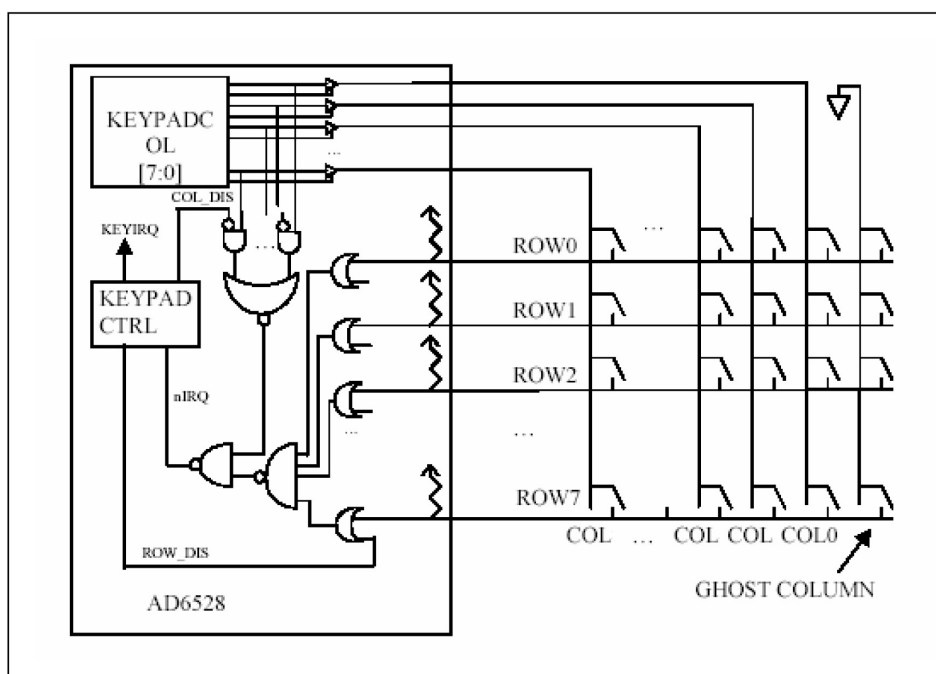 KEYPADC
OL
[7:0]
...
COL_DIS
KEYIRQ
...
ROW0
...
KEYPAD
CTRL
ROW1
nIRQ
ROW2
...
...
ROW7
COL ... COL COL COL0
ROW_DIS
GHOST COLUMN
AD6528